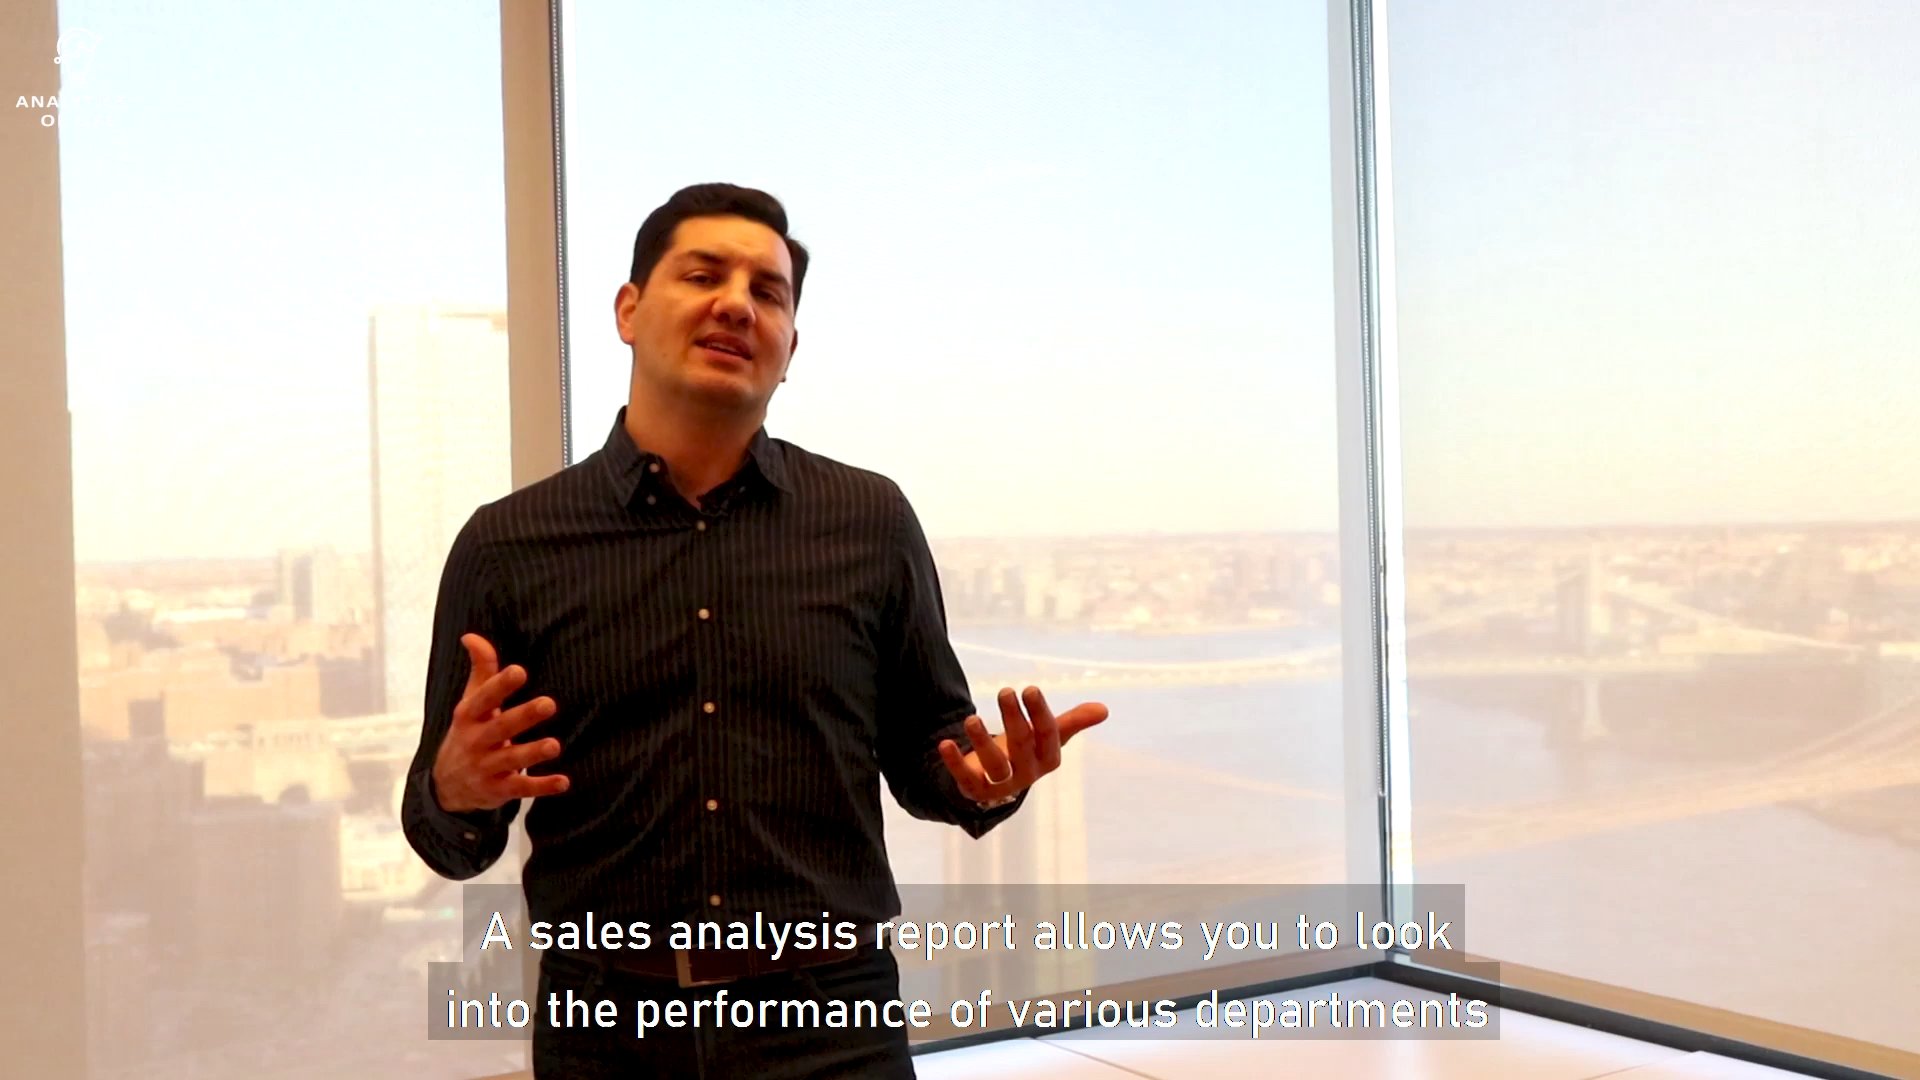 A sales analysis report allows you to look
into the performance of various departments